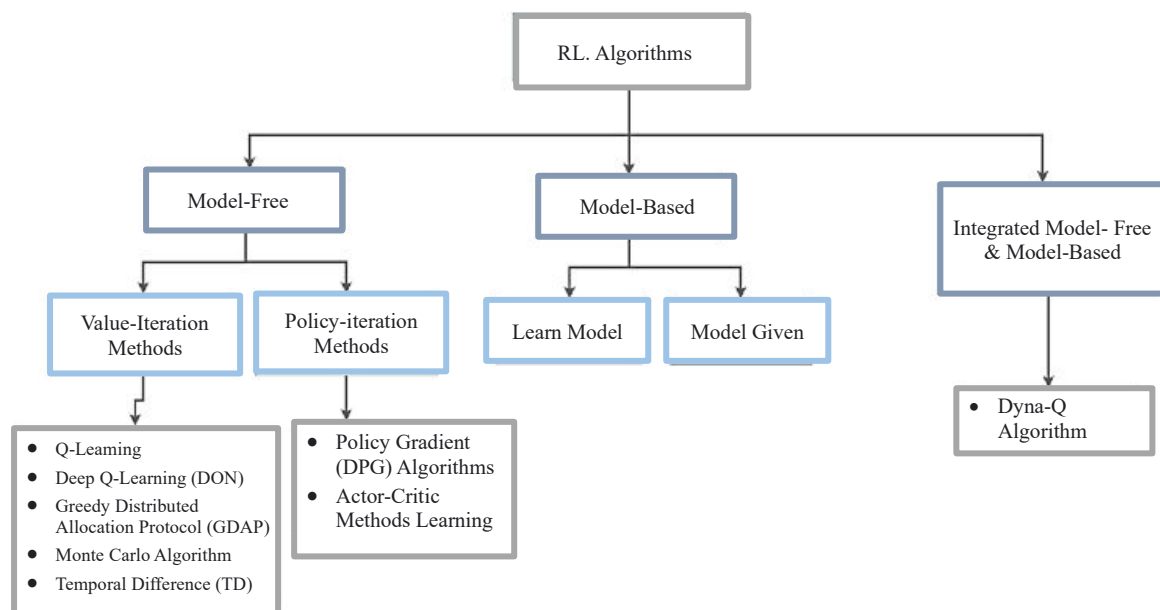 RL. Algorithms
Model-Free
Model-Based
Integrated Model- Free
& Model-Based
Value-Iteration
Methods
Policy-iteration
Methods
Learn Model
Model Given
• Q-Leaming
• Deep Q-Learning (DON)
• Greedy Distributed
Allocation Protocol (GDAP)
• Monte Carlo Algorithm
• Temporal Difference (TD)
• Policy Gradient
(DPG) Algorithms
• Actor-Critic
Methods Learning
• Dyna-Q
Algorithm